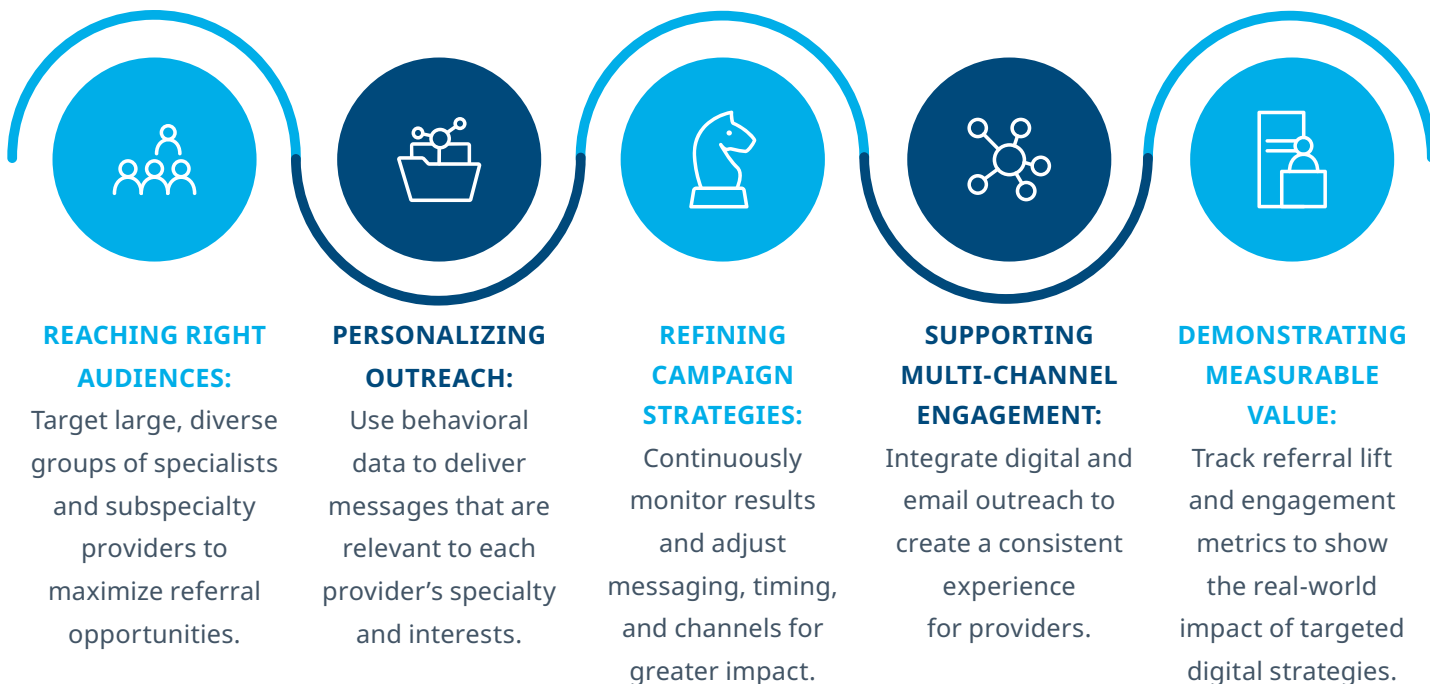 REACHING RIGHT
AUDIENCES:
Target large, diverse
groups of specialists
and subspecialty
providers to
maximize referral
opportunities.
PERSONALIZING
OUTREACH:
Use behavioral
data to deliver
messages that are
relevant to each
provider’s specialty
and interests.
REFINING
CAMPAIGN
STRATEGIES:
Continuously
monitor results
and adjust
messaging, timing,
and channels for
greater impact.
SUPPORTING
MULTI-CHANNEL
ENGAGEMENT:
Integrate digital and
email outreach to
create a consistent
experience
for providers.
DEMONSTRATING
MEASURABLE
VALUE:
Track referral lift
and engagement
metrics to show
the real-world
impact of targeted
digital strategies.